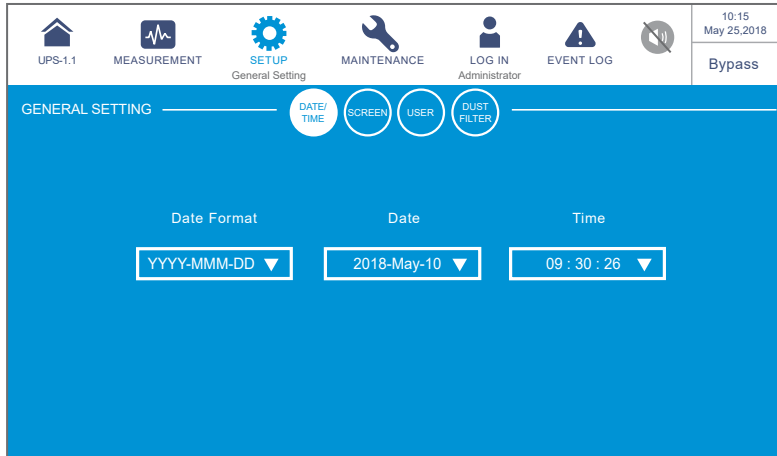 10:15
May 25,2018
UPS-1.1
MEASUREMENT
SETUP
General Setting
MAINTENANCE
LOG IN
Administrator
EVENT LOG
Bypass
GENERAL SETTING
DATE/
TIME
SCREEN
USER
DUST
FILTER
Date Format
Date
Time
YYYY-MMM-DD
2018-May-10
09 : 30 : 26